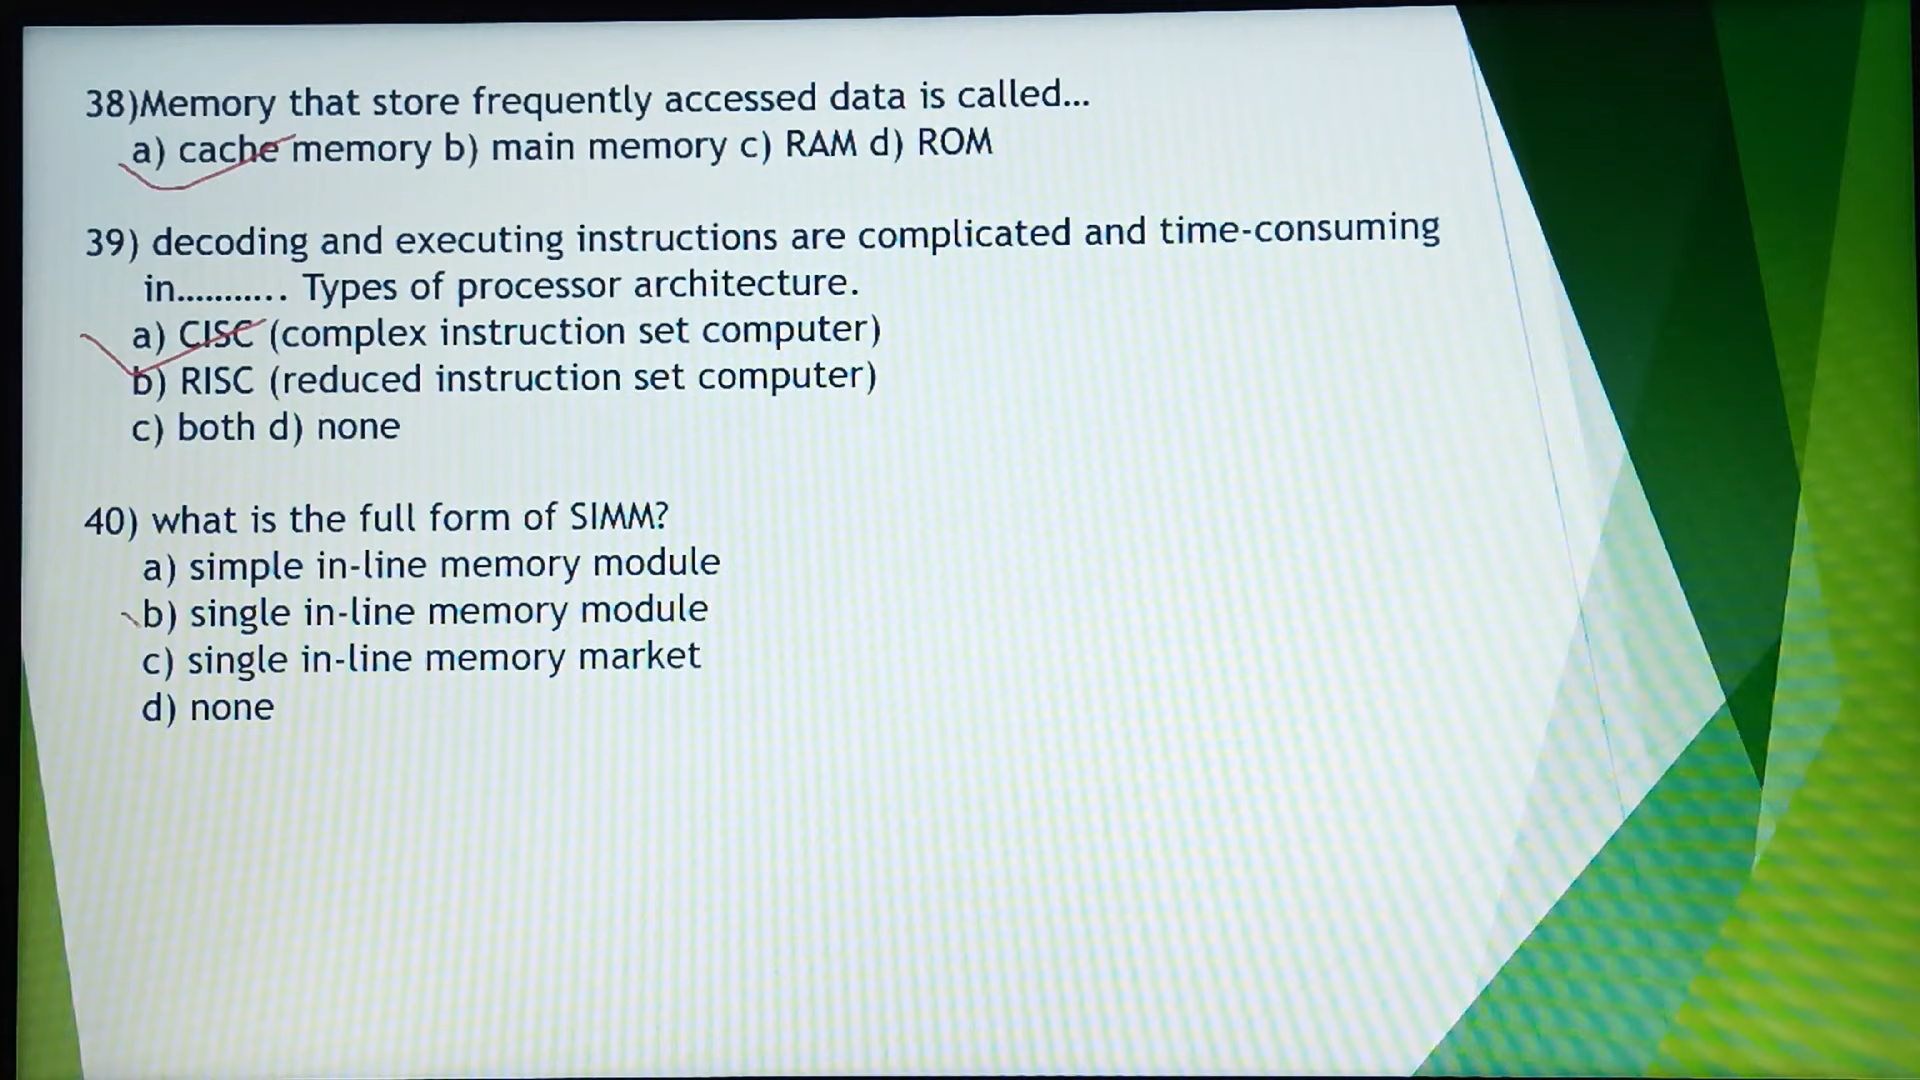 38)Memory that store frequently accessed data is called...
a) cache memory b) main memory c) RAM d) ROM
39) decoding and executing instructions are complicated and time-consuming
in........... Types of processor architecture.
a) CISC (complex instruction set computer)
b) RISC (reduced instruction set computer)
c) both d) none
40) what is the full form of SIMM?
a) simple in-line memory module
b) single in-line memory module
c) single in-line memory market
d) none